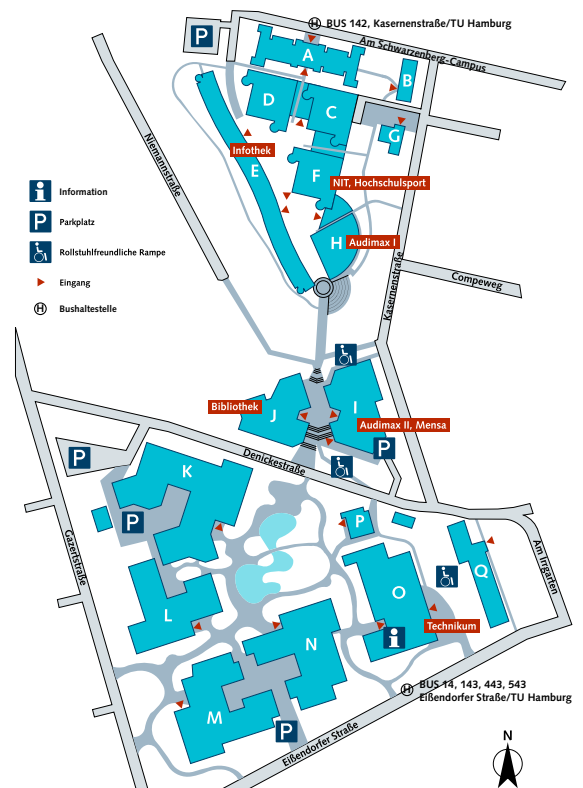 BUS 142, Kasernenstraße/TU Hamburg
Am Schwarzenberg-Campus
P
A
B
D
C
G
Infothek
E
F
NIT, Hochschulsport
Niemannstraße
H
Audimax I
Kasernenstraße
Compeweg
i Information
P Parkplatz
Rollstuhlfreundliche Rampe
Eingang
H Bushaltestelle
Bibliothek
J
I
Audimax II, Mensa
P
Denickestraße
P
K
P
P
Gazertstraße
Am Irrgarten
L
O
Q
Technikum
N
i
M
P
H BUS 14, 143, 443, 543
Eißendorfer Straße/TU Hamburg
Eißendorfer Straße
N